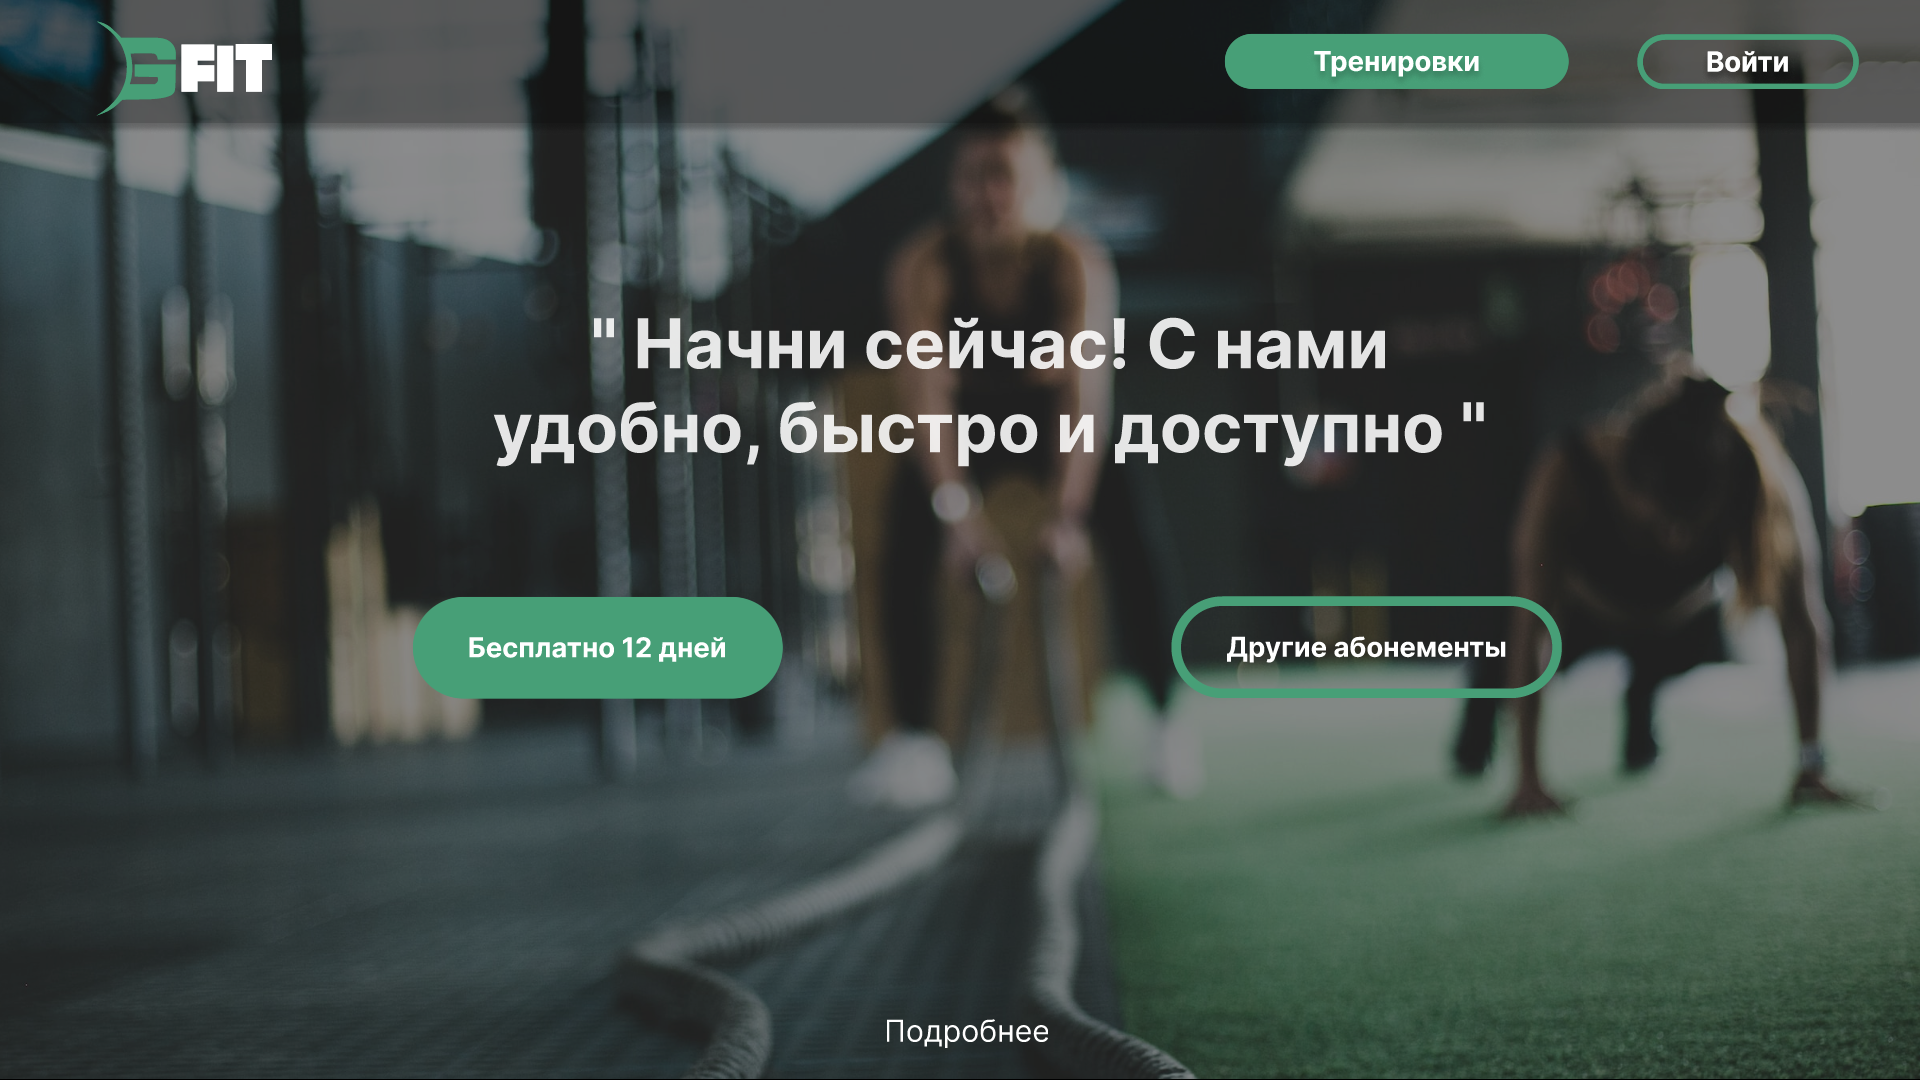 GFIT
Тренировки
Войти
" Начни сейчас! С нами
удобно, быстро и доступно "
Бесплатно 12 дней
Другие абонементы
Подробнее